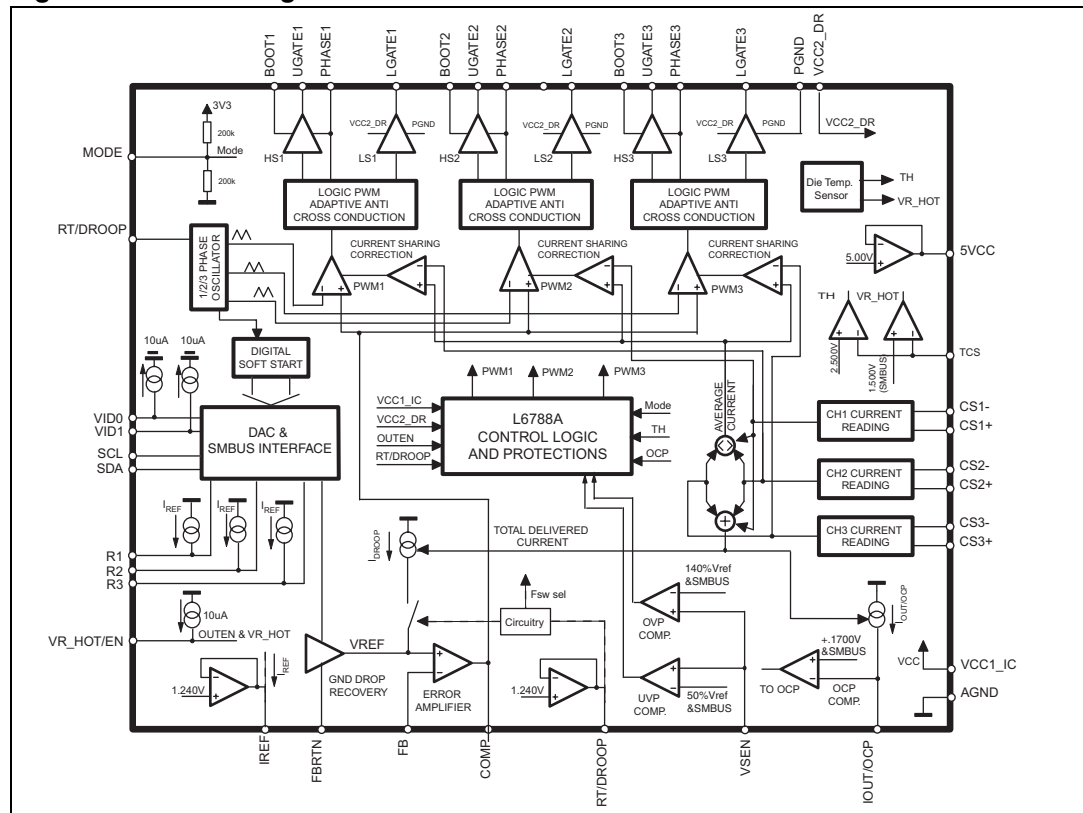 BOOT1
UGATE1
PHASE1
LGATE1
BOOT2
UGATE2
PHASE2
LGATE2
BOOT3
UGATE3
PHASE3
LGATE3
PGND
VCC2_DR
3V3
200k
Mode
200k
MODE
VCC2_DR
PGND
HS1
LS1
VCC2_DR
PGND
HS2
LS2
VCC2_DR
HS3
LS3
VCC2_DR
LOGIC PWM
ADAPTIVE ANTI
CROSS CONDUCTION
LOGIC PWM
ADAPTIVE ANTI
CROSS CONDUCTION
LOGIC PWM
ADAPTIVE ANTI
CROSS CONDUCTION
Die Temp.
Sensor
TH
VR_HOT
RT/DROOP
1/2/3 PHASE
OSCILLATOR
CURRENT SHARING
CORRECTION
PWM1
CURRENT SHARING
CORRECTION
PWM2
CURRENT SHARING
CORRECTION
PWM3
5.00V
5VCC
TH
VR_HOT
2.500V
1.500V
(SMBUS)
TCS
10uA
10uA
DIGITAL
SOFT START
PWM1
PWM2
PWM3
VID0
VID1
SCL
SDA
DAC &
SMBUS INTERFACE
VCC1_IC
VCC2_DR
OUTEN
RT/DROOP
L6788A
CONTROL LOGIC
AND PROTECTIONS
Mode
TH
OCP
AVERAGE
CURRENT
CH1 CURRENT
READING
CS1-
CS1+
CH2 CURRENT
READING
CS2-
CS2+
CH3 CURRENT
READING
CS3-
CS3+
IREF
IREF
IREF
R1
R2
R3
IDROOP
TOTAL DELIVERED
CURRENT
10uA
VR_HOT/EN
OUTEN & VR_HOT
Fsw sel
Circuitry
140%Vref
&SMBUS
OVP
COMP.
IOUT/OCP
VREF
GND DROP
RECOVERY
ERROR
AMPLIFIER
1.240V
IREF
1.240V
UVP
COMP.
50%Vref
&SMBUS
+.1700V
&SMBUS
TO OCP
OCP
COMP.
VCC
VCC1_IC
AGND
IREF
FBRTN
FB
COMP
RT/DROOP
VSEN
IOUT/OCP